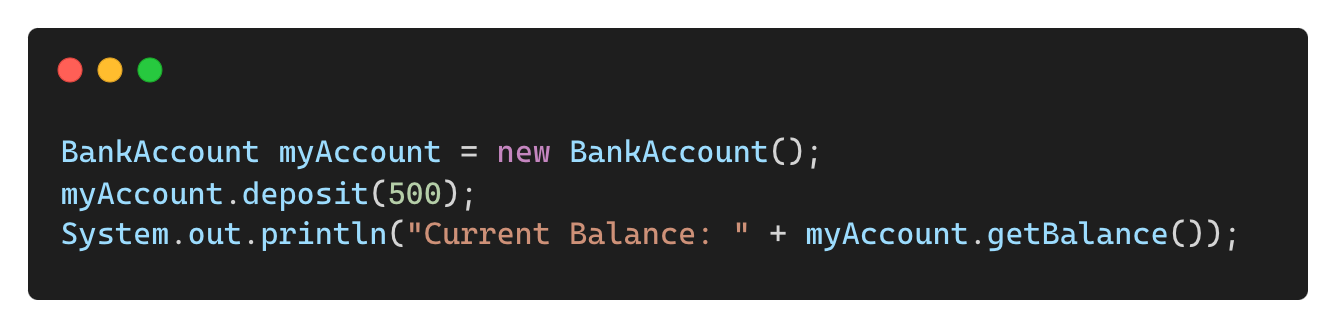 BankAccount myAccount = new BankAccount();
myAccount.deposit(500);
System.out.println("Current Balance: " + myAccount.getBalance());